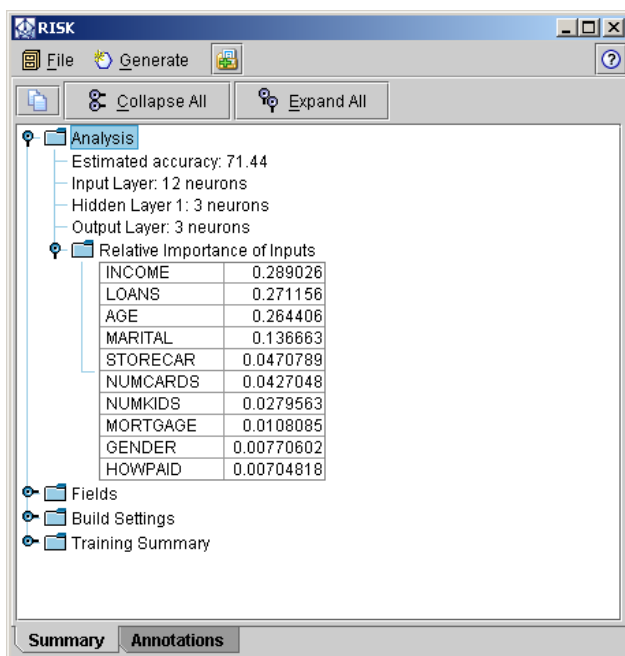 RISK
File Generate
Collapse All Expand All
Analysis
Estimated accuracy: 71.44
Input Layer: 12 neurons
Hidden Layer 1: 3 neurons
Output Layer: 3 neurons
Relative Importance of Inputs
INCOME 0.289026
LOANS 0.271156
AGE 0.264406
MARITAL 0.136663
STORECAR 0.0470789
NUMCARDS 0.0427048
NUMKIDS 0.0279563
MORTGAGE 0.0108085
GENDER 0.00770602
HOWPAID 0.00704818
Fields
Build Settings
Training Summary
Summary Annotations